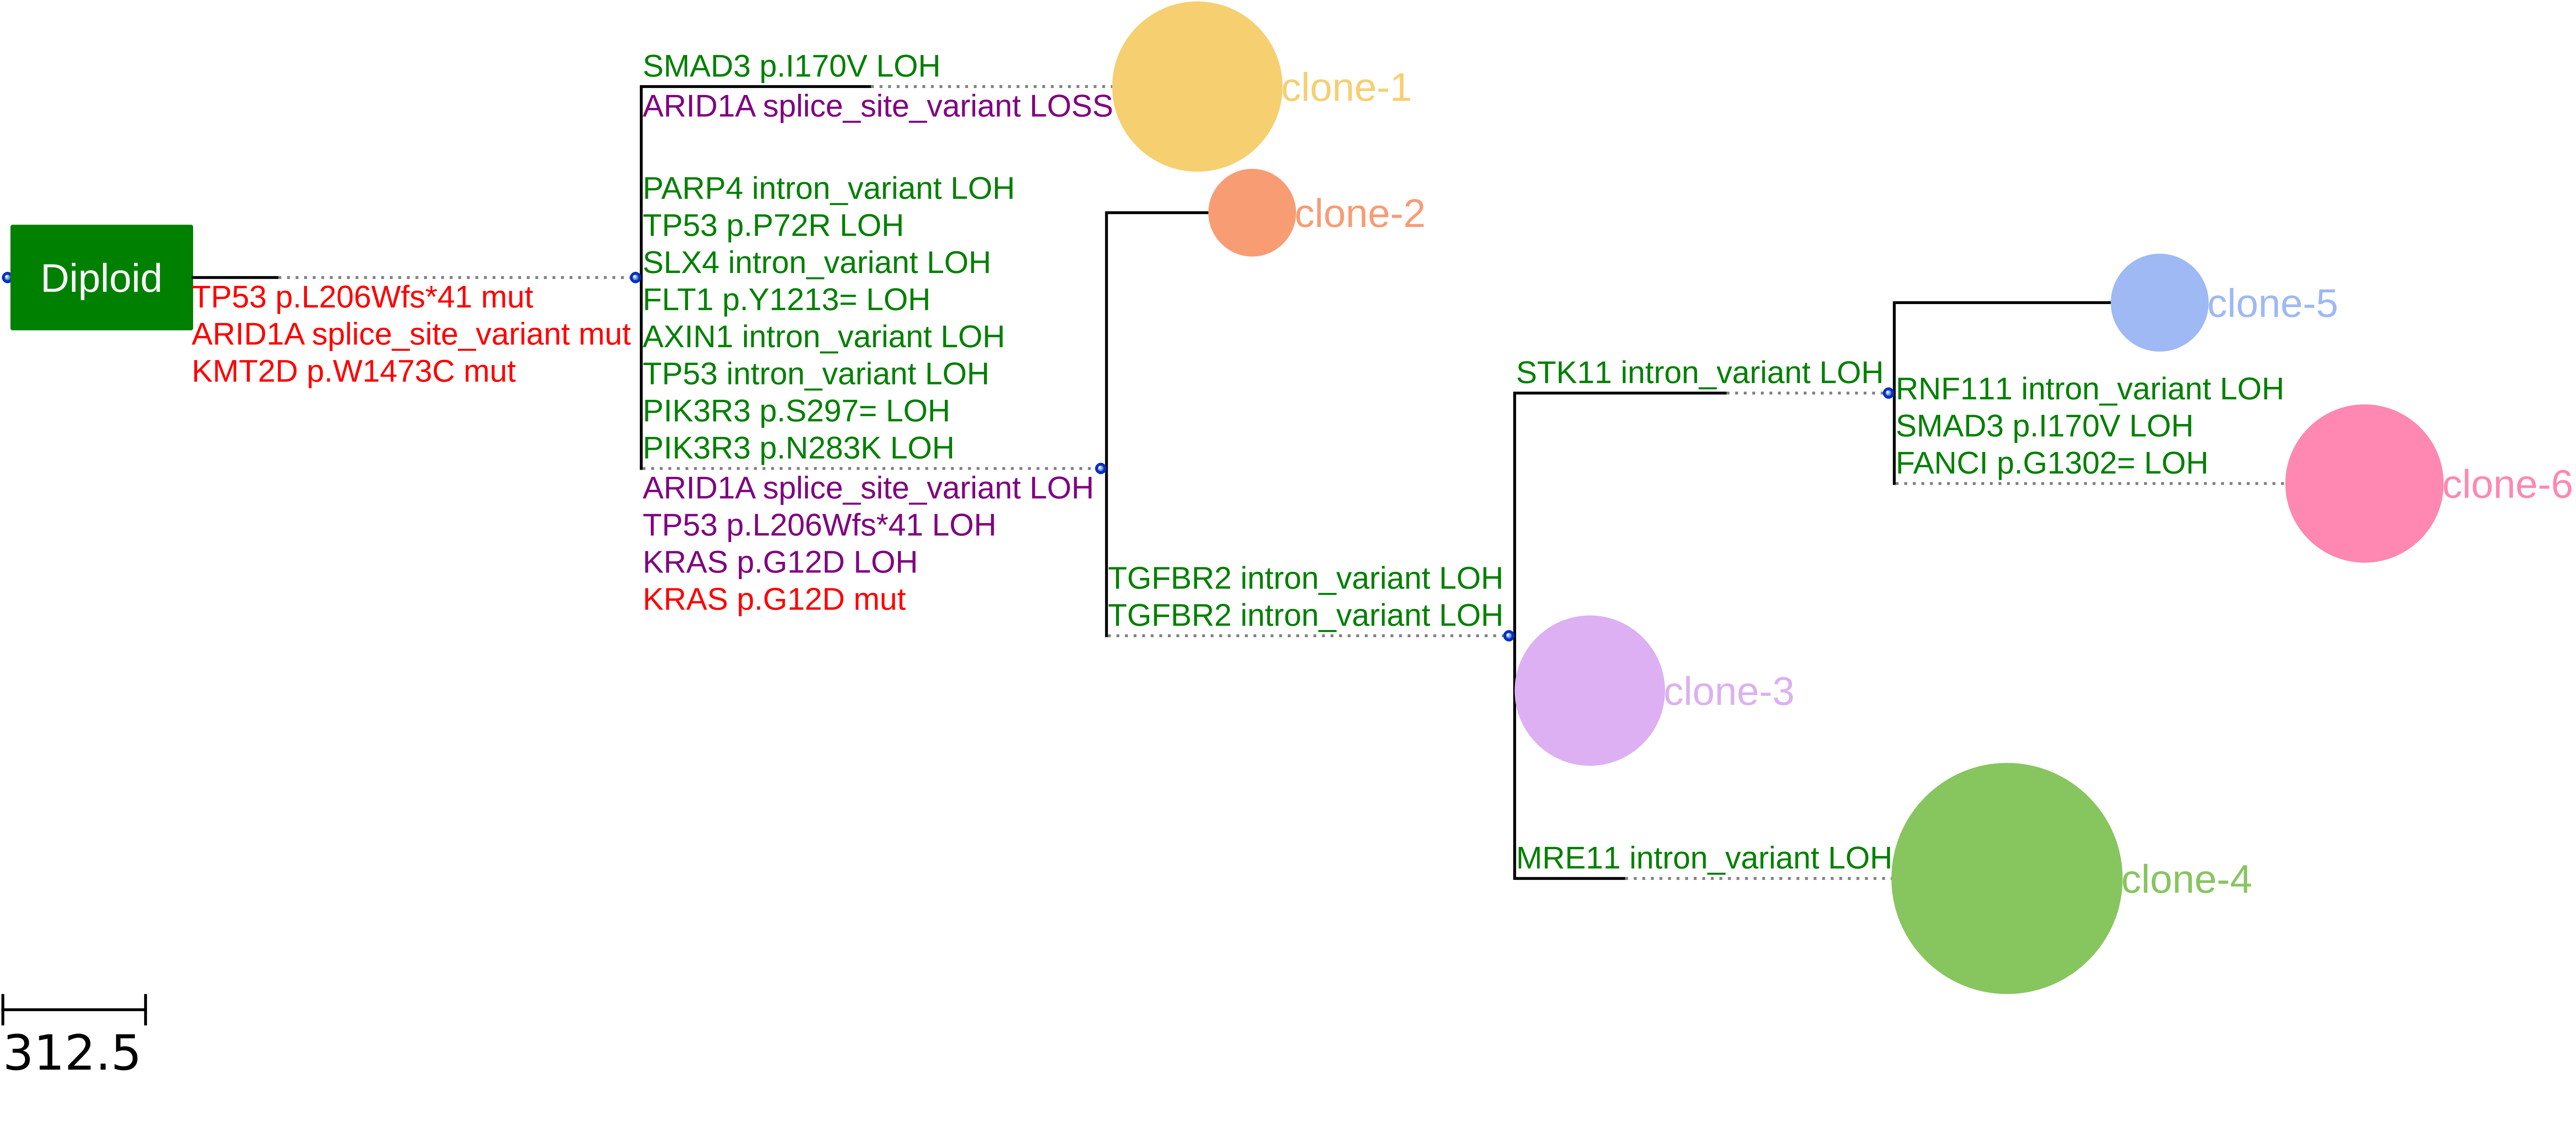 SMAD3 p.I170V LOH
ARID1A splice_site_variant LOSS
clone-1
PARP4 intron_variant LOH
TP53 p.P72R LOH
SLX4 intron_variant LOH
FLT1 p.Y1213= LOH
AXIN1 intron_variant LOH
TP53 intron_variant LOH
PIK3R3 p.S297= LOH
PIK3R3 p.N283K LOH
ARID1A splice_site_variant LOH
TP53 p.L206Wfs*41 LOH
KRAS p.G12D LOH
KRAS p.G12D mut
clone-2
Diploid
TP53 p.L206Wfs*41 mut
ARID1A splice_site_variant mut
KMT2D p.W1473C mut
TGFBR2 intron_variant LOH
TGFBR2 intron_variant LOH
STK11 intron_variant LOH
clone-5
RNF111 intron_variant LOH
SMAD3 p.I170V LOH
FANCI p.G1302= LOH
clone-6
clone-3
MRE11 intron_variant LOH
clone-4
312.5